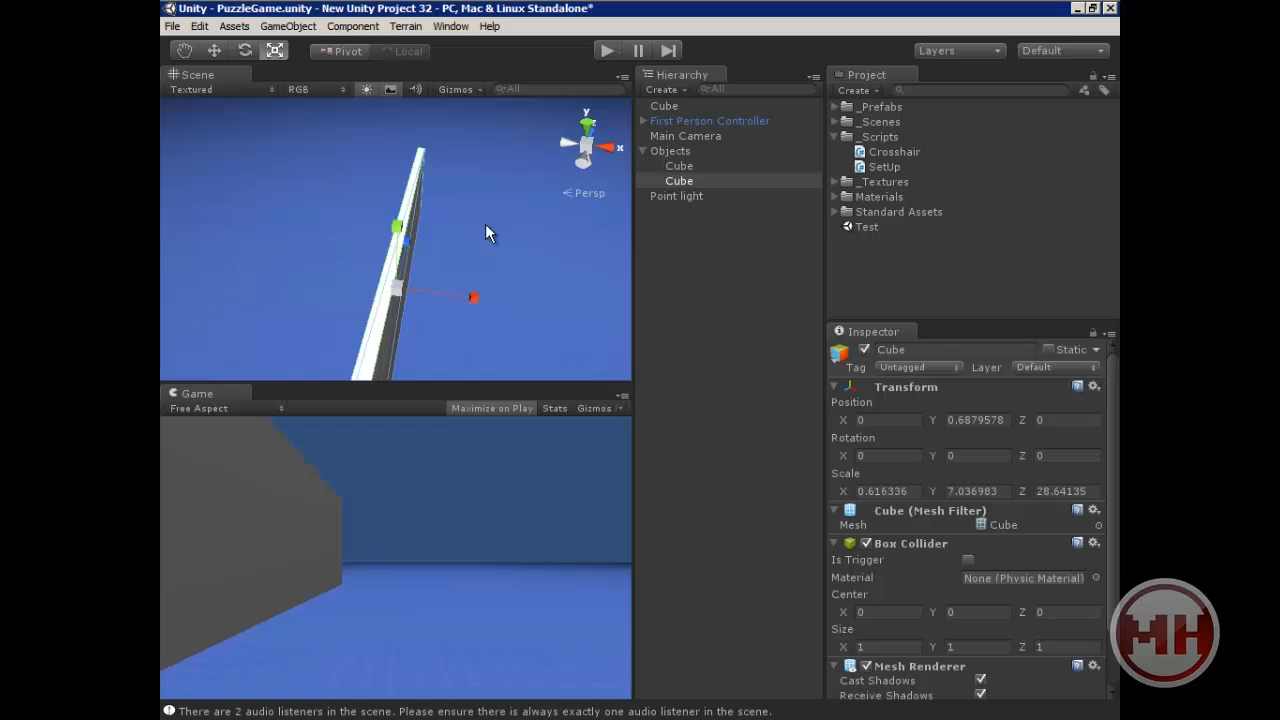 Unity - PuzzleGame.unity - New Unity Project 32 - PC, Mac & Linux Standalone*
File Edit Assets GameObject Component Terrain Window Help
Pivot Local Layers Default
Scene
Textured RGB Gizmos All
y
z
x
Persp
Game
Free Aspect Maximize on Play Stats Gizmos
Hierarchy
Create All
Cube
First Person Controller
Main Camera
Objects
Cube
Cube
Point light
Project
Create
_Prefabs
_Scenes
_Scripts
Crosshair
SetUp
_Textures
Materials
Standard Assets
Test
Inspector
Cube Static
Tag Untagged Layer Default
Transform
Position
X 0 Y 0.6879578 Z 0
Rotation
X 0 Y 0 Z 0
Scale
X 0.616336 Y 7.036983 Z 28.64135
Cube (Mesh Filter)
Mesh Cube
Box Collider
Is Trigger
Material None (Physic Material)
Center
X 0 Y 0 Z 0
Size
X 1 Y 1 Z 1
Mesh Renderer
Cast Shadows
Receive Shadows
MH
There are 2 audio listeners in the scene. Please ensure there is always exactly one audio listener in the scene.